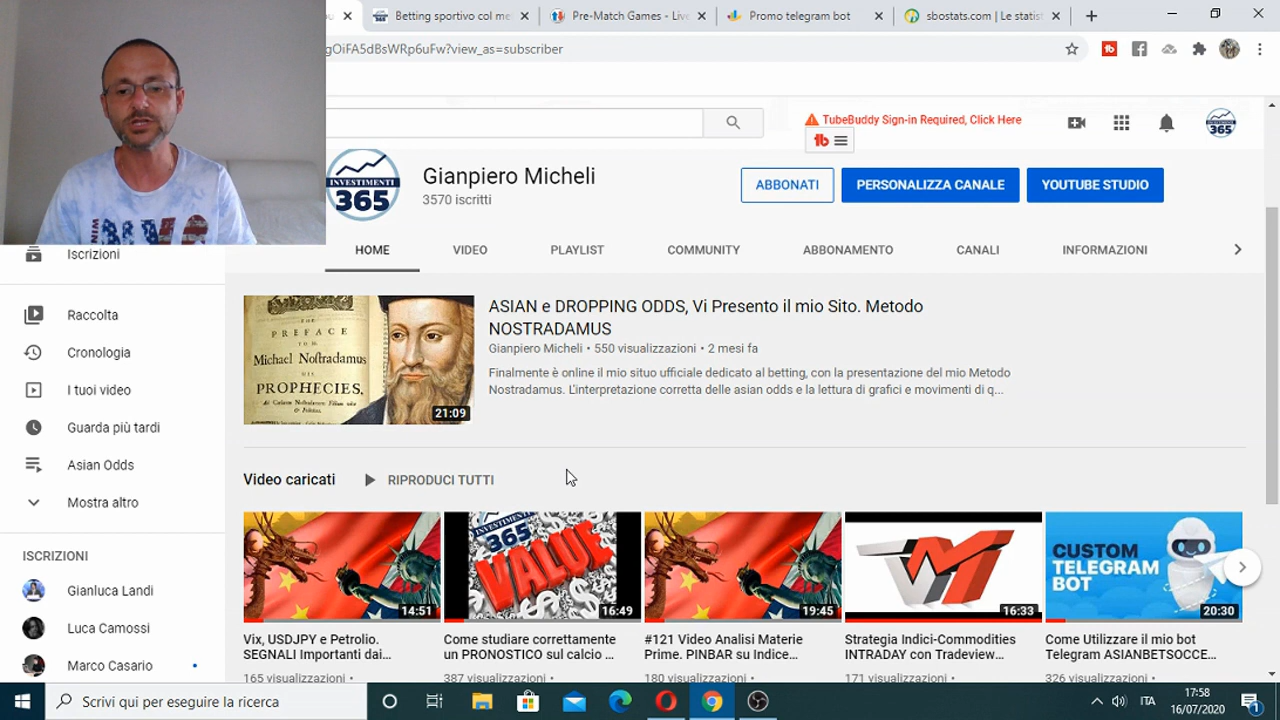 Betting sportivo col me
Pre-Match Games - Live
Promo telegram bot
sbostats.com | Le statist
gOiFA5dBsWRp6uFw?view_as=subscriber
TubeBuddy Sign-in Required, Click Here
INVESTIMENTI
365
Gianpiero Micheli
3570 iscritti
ABBONATI
PERSONALIZZA CANALE
YOUTUBE STUDIO
HOME
VIDEO
PLAYLIST
COMMUNITY
ABBONAMENTO
CANALI
INFORMAZIONI
Iscrizioni
Raccolta
Cronologia
I tuoi video
Guarda più tardi
Asian Odds
Mostra altro
ISCRIZIONI
Gianluca Landi
Luca Camossi
Marco Casario
PREFACE
Michael Nostradamus
PROPHECIES,
21:09
ASIAN e DROPPING ODDS, Vi Presento il mio Sito. Metodo
NOSTRADAMUS
Gianpiero Micheli • 550 visualizzazioni • 2 mesi fa
Finalmente è online il mio situo ufficiale dedicato al betting, con la presentazione del mio Metodo
Nostradamus. L'interpretazione corretta delle asian odds e la lettura di grafici e movimenti di q...
Video caricati
RIPRODUCI TUTTI
14:51
Vix, USDJPY e Petrolio.
SEGNALI Importanti dai...
165 visualizzazioni •
INVESTIMENTI
365
VALUE
16:49
Come studiare correttamente
un PRONOSTICO sul calcio ...
387 visualizzazioni •
19:45
#121 Video Analisi Materie
Prime. PINBAR su Indice...
180 visualizzazioni •
16:33
Strategia Indici-Commodities
INTRADAY con Tradeview...
171 visualizzazioni •
CUSTOM
TELEGRAM
BOT
20:30
Come Utilizzare il mio bot
Telegram ASIANBETSOCCE...
326 visualizzazioni •
Scrivi qui per eseguire la ricerca
ITA
17:58
16/07/2020